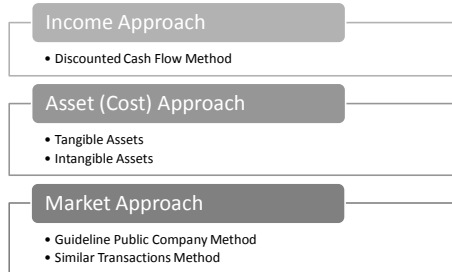 Income Approach
• Discounted Cash Flow Method
Asset (Cost) Approach
• Tangible Assets
• Intangible Assets
Market Approach
• Guideline Public Company Method
• Similar Transactions Method